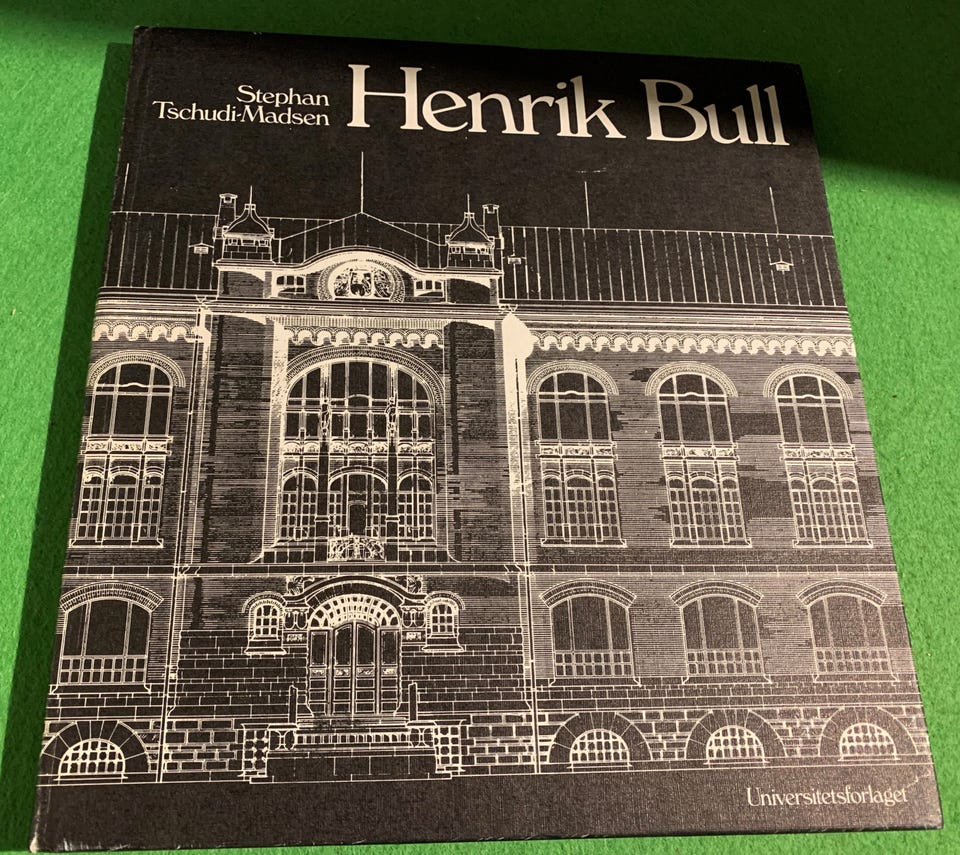 Stephan
Tschudi-Madsen
Henrik Bull
Universitetsforlaget